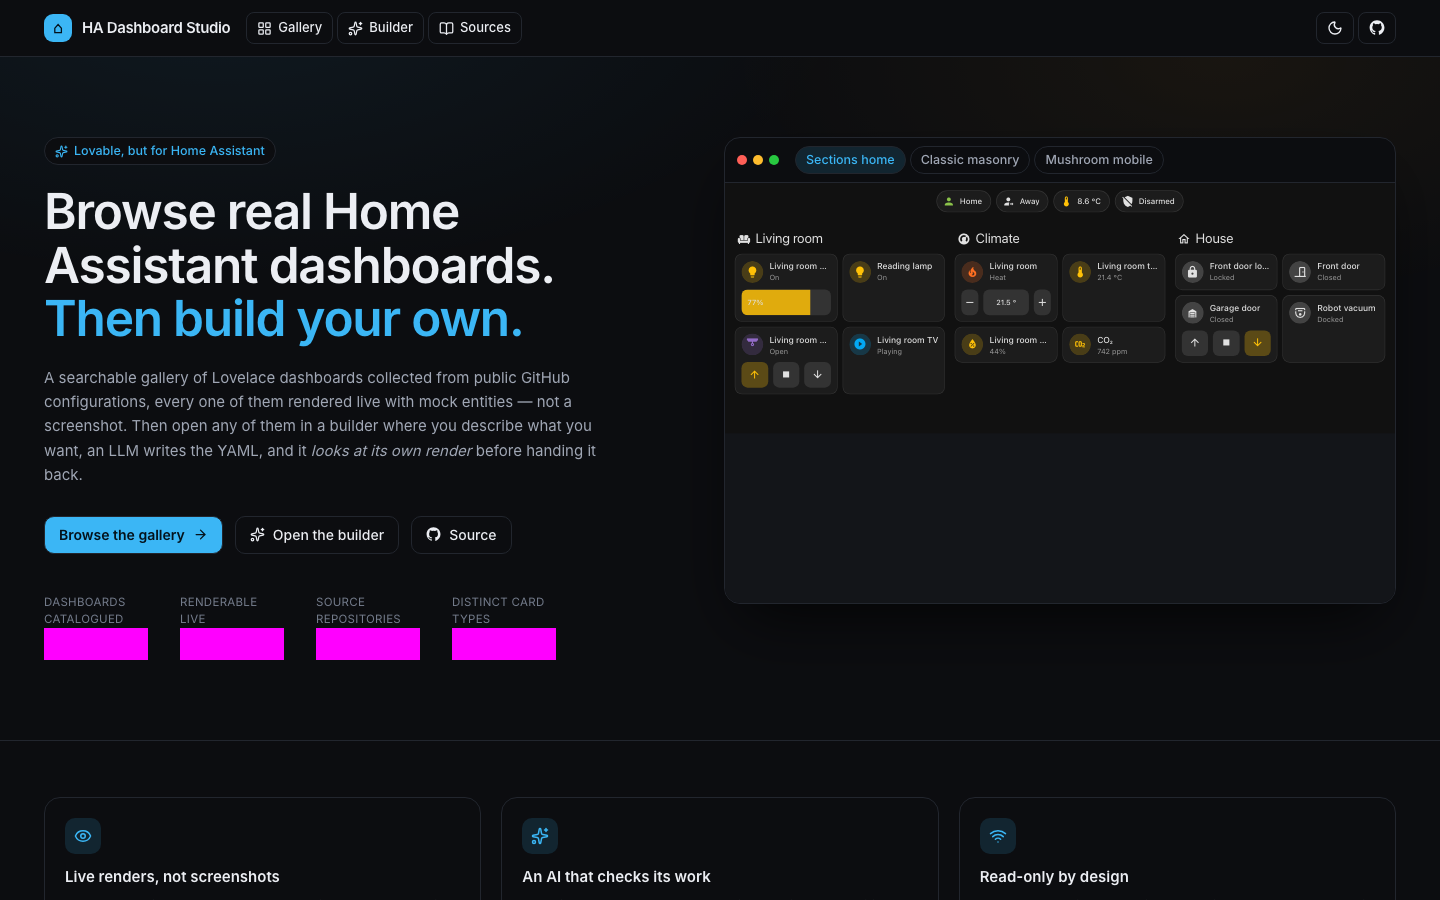 HA Dashboard Studio
Gallery
Builder
Sources
Lovable, but for Home Assistant
Browse real Home
Assistant dashboards.
Then build your own.
A searchable gallery of Lovelace dashboards collected from public GitHub
configurations, every one of them rendered live with mock entities — not a
screenshot. Then open any of them in a builder where you describe what you
want, an LLM writes the YAML, and it looks at its own render before handing it
back.
Browse the gallery
Open the builder
Source
DASHBOARDS
CATALOGUED
RENDERABLE
LIVE
SOURCE
REPOSITORIES
DISTINCT CARD
TYPES
Sections home
Classic masonry
Mushroom mobile
Home
Away
8.6 °C
Disarmed
Living room
Living room ...
On
77%
Reading lamp
On
Living room ...
Open
Living room TV
Playing
Climate
Living room
Heat
21.5 °
Living room t...
21.4 °C
Living room ...
44%
CO₂
CO₂
742 ppm
House
Front door lo...
Locked
Front door
Closed
Garage door
Closed
Robot vacuum
Docked
Live renders, not screenshots
An AI that checks its work
Read-only by design